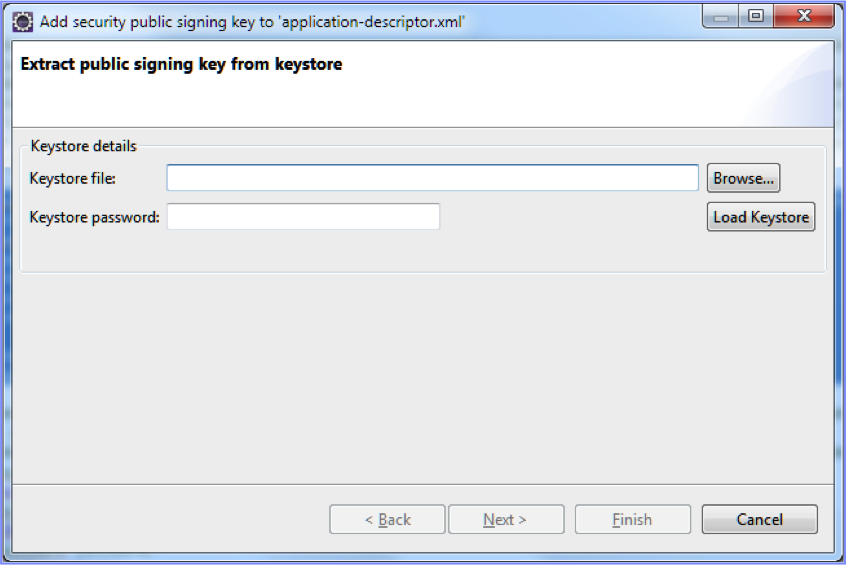 Add security public signing key to 'application-descriptor.xml'
Extract public signing key from keystore
Keystore details
Keystore file:
Browse...
Keystore password:
Load Keystore
< Back
Next >
Finish
Cancel